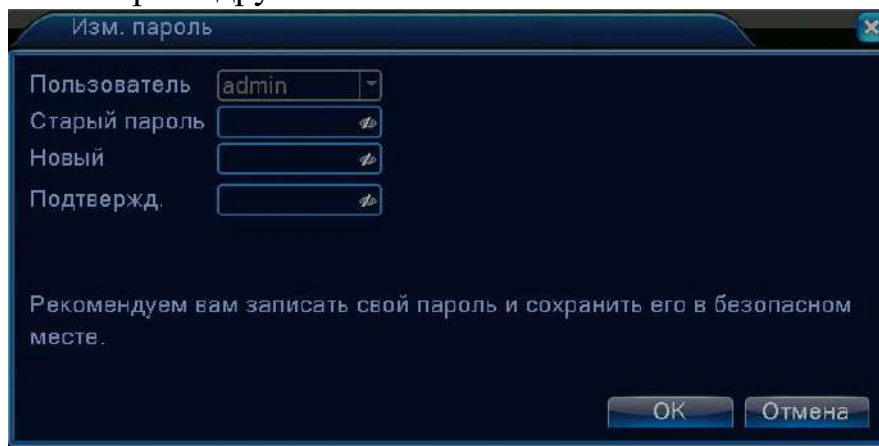 Изм. пароль
Пользователь admin
Старый пароль
Новый
Подтвержд.
Рекомендуем вам записать свой пароль и сохранить его в безопасном
месте.
OK Отмена